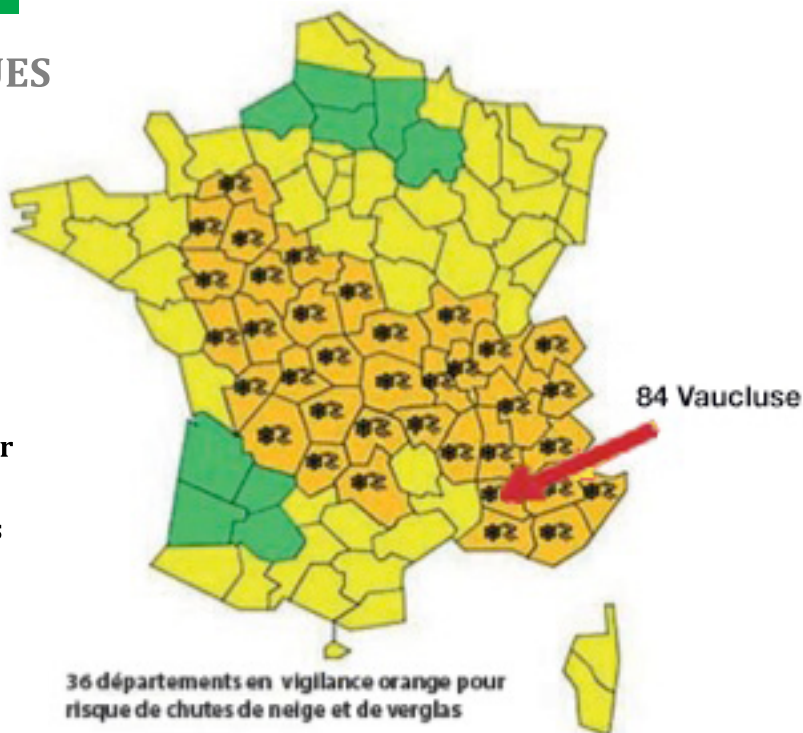 UES
84 Vaucluse
r
s
36 départements en vigilance orange pour
risque de chutes de neige et de verglas